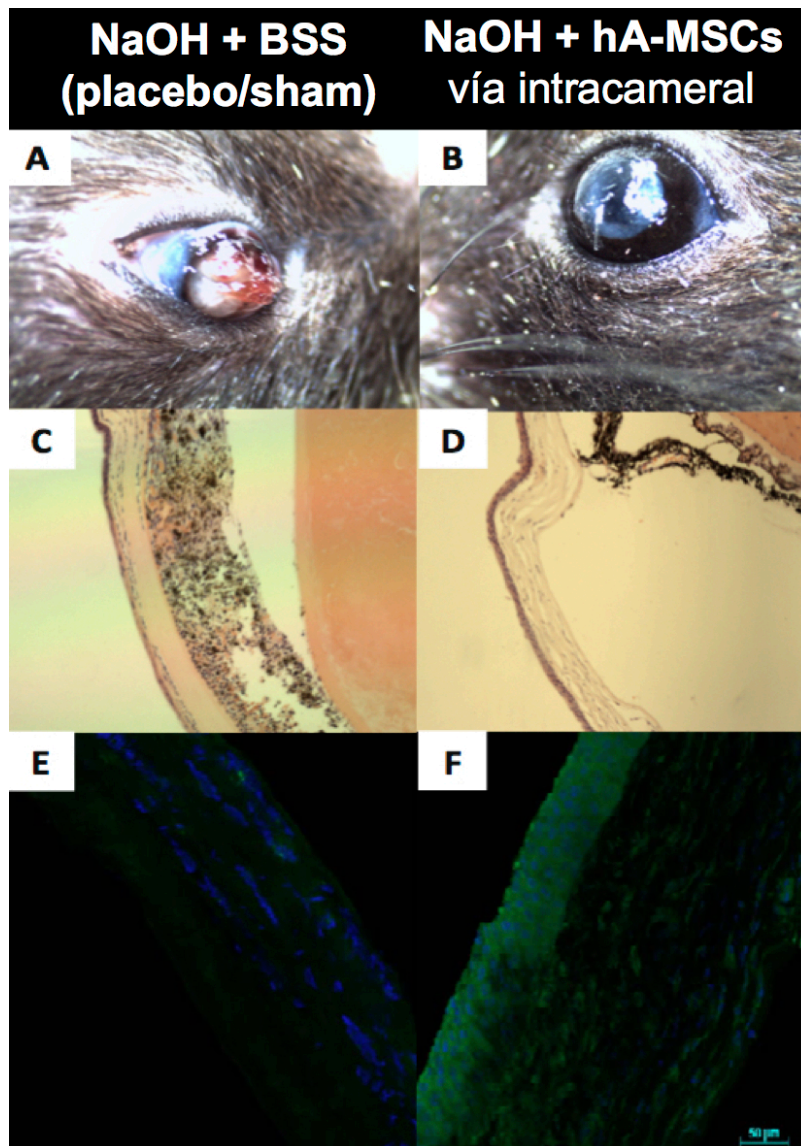 NaOH + BSS
(placebo/sham)
NaOH + hA-MSCs
vía intracameral
A
B
C
D
E
F
50 µm